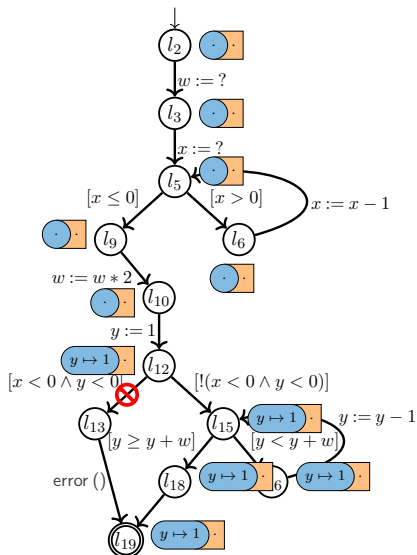 l2 · ·
w := ?
l3 · ·
x := ?
· ·
l5
[x ≤ 0] [x > 0]
x := x − 1
l9 l6
· ·
· ·
w := w ∗ 2
l10
· ·
y := 1
y ↦ 1 ·
l12
[x < 0 ∧ y < 0] [!(x < 0 ∧ y < 0)]
l13 l15 y ↦ 1 · y := y − 1
[y ≥ y + w] [y < y + w]
l18 y ↦ 1 · 6 y ↦ 1 ·
error ()
l19 y ↦ 1 ·